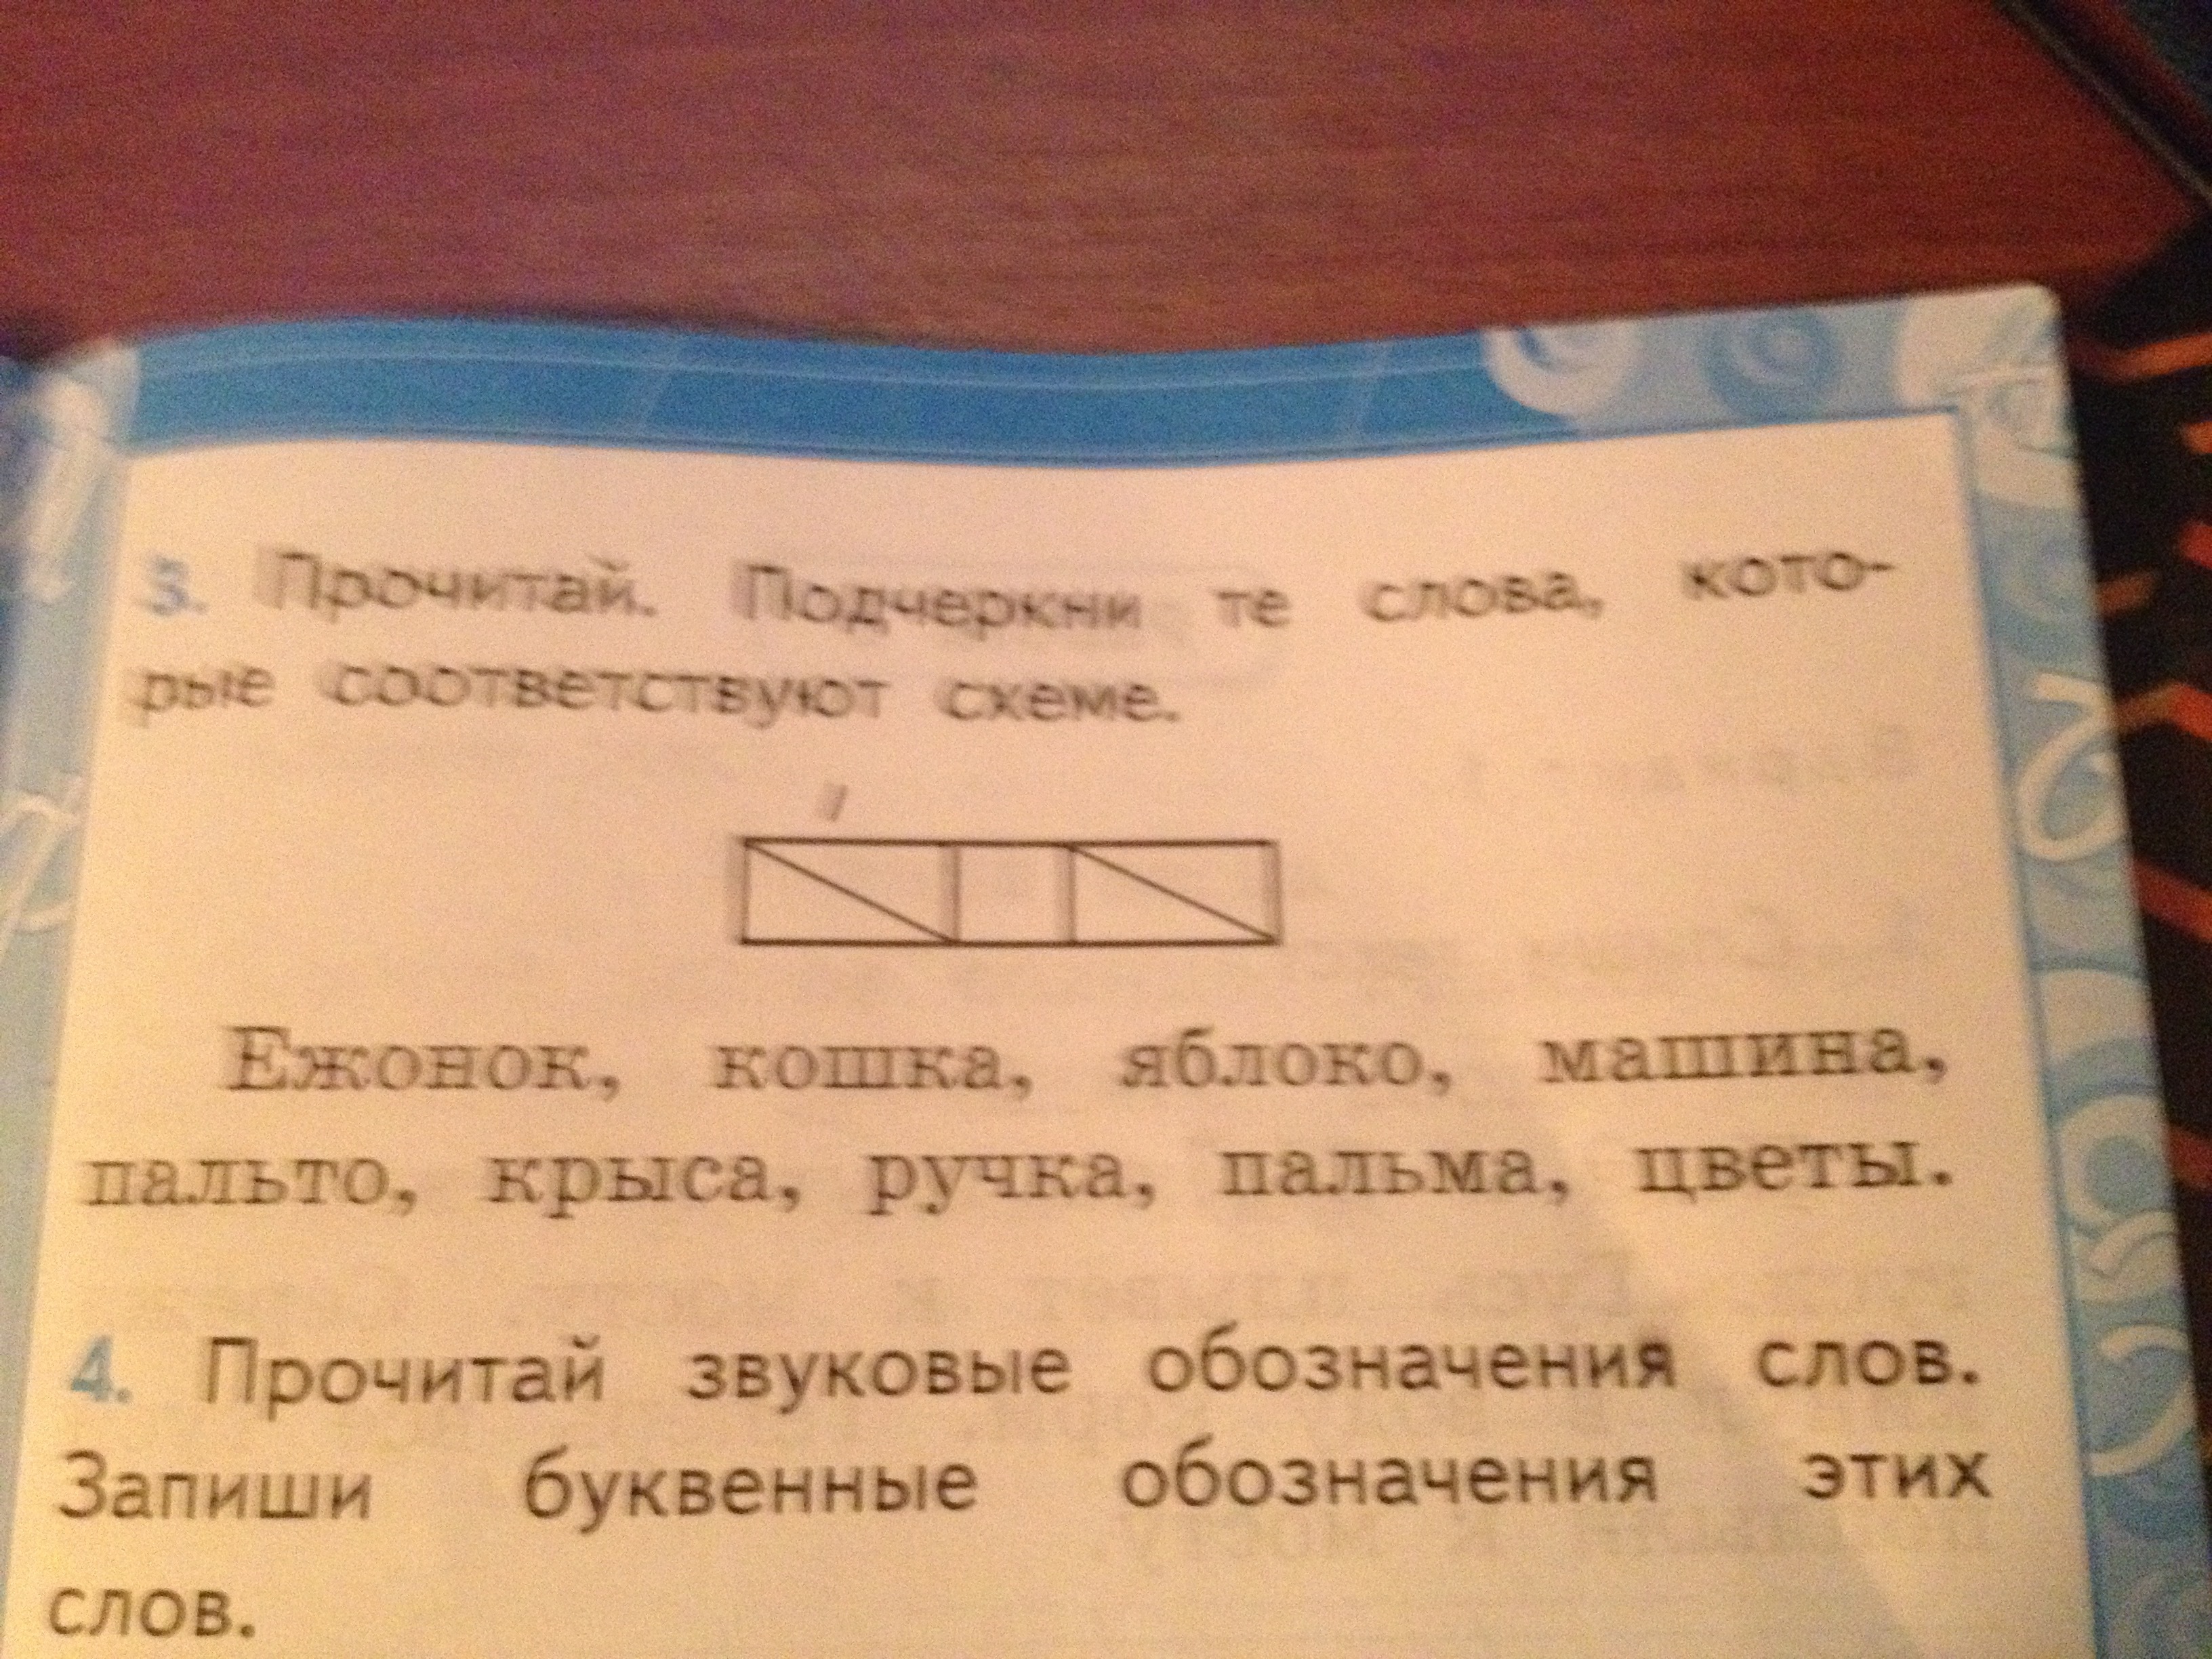 3. Прочитай. Подчеркни те слова, кото-
рые соответствуют схеме.
Ежонок, кошка, яблоко, машина,
пальто, крыса, ручка, пальма, цветы.
4. Прочитай звуковые обозначения слов.
Запиши буквенные обозначения этих
слов.